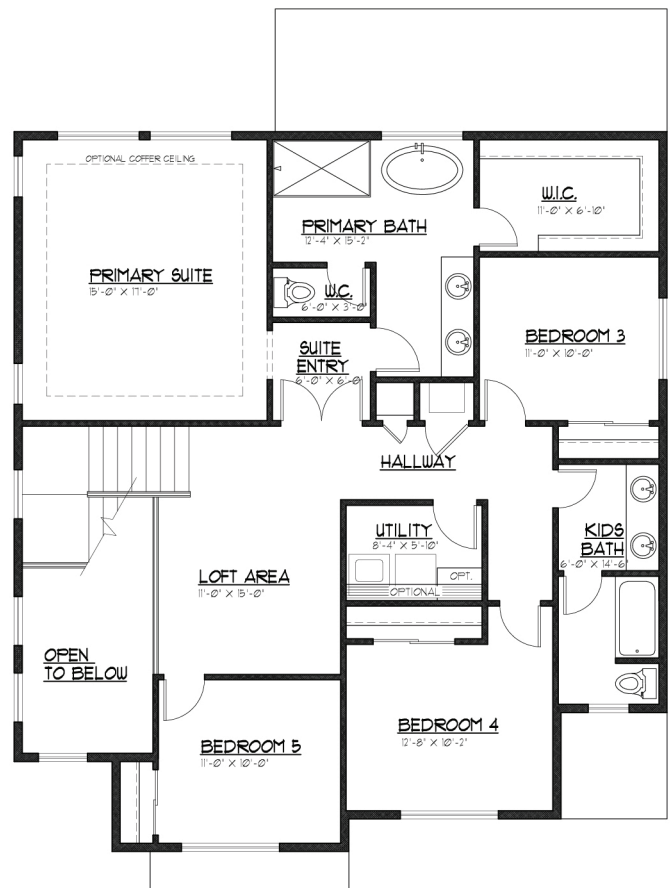 OPTIONAL COFFER CEILING
PRIMARY SUITE
15'-0" X 17'-0"
PRIMARY BATH
12'-4" X 15'-2"
W.I.C.
11'-0" X 6'-10"
W.C.
6'-0" X 3'-0"
SUITE
ENTRY
6'-0" X 6'-0"
BEDROOM 3
11'-0" X 10'-0"
HALLWAY
UTILITY
8'-4" X 5'-10"
OPT.
OPTIONAL
KIDS
BATH
6'-0" X 14'-6"
LOFT AREA
11'-0" X 15'-0"
OPEN
TO BELOW
BEDROOM 4
12'-8" X 10'-2"
BEDROOM 5
11'-0" X 10'-0"